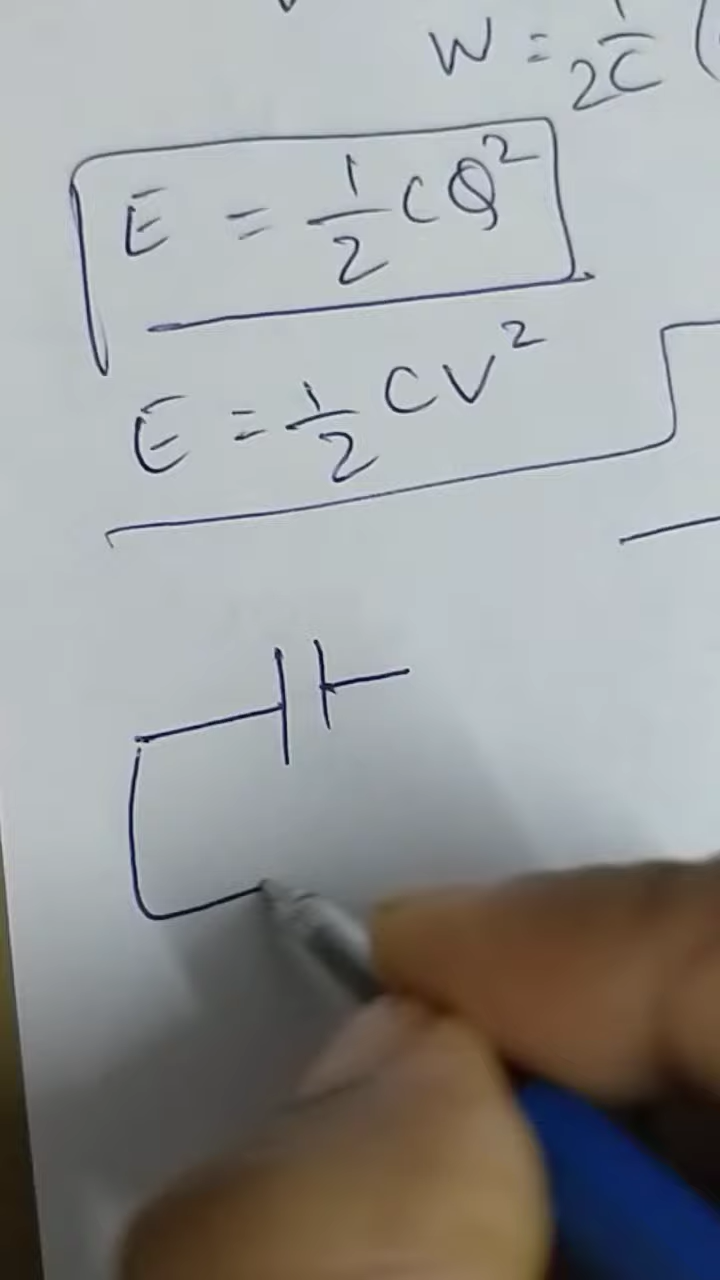 W = 1/2C (
E = 1/2 CQ²
E = 1/2 CV²